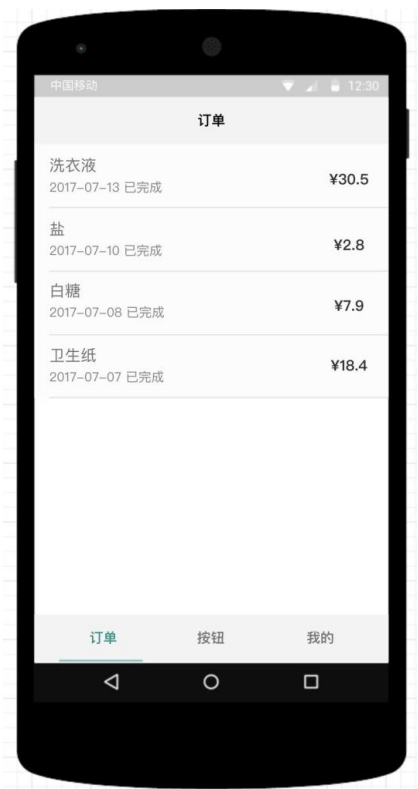 中国移动 12:30
订单
洗衣液
2017-07-13 已完成
¥30.5
盐
2017-07-10 已完成
¥2.8
白糖
2017-07-08 已完成
¥7.9
卫生纸
2017-07-07 已完成
¥18.4
订单 按钮 我的